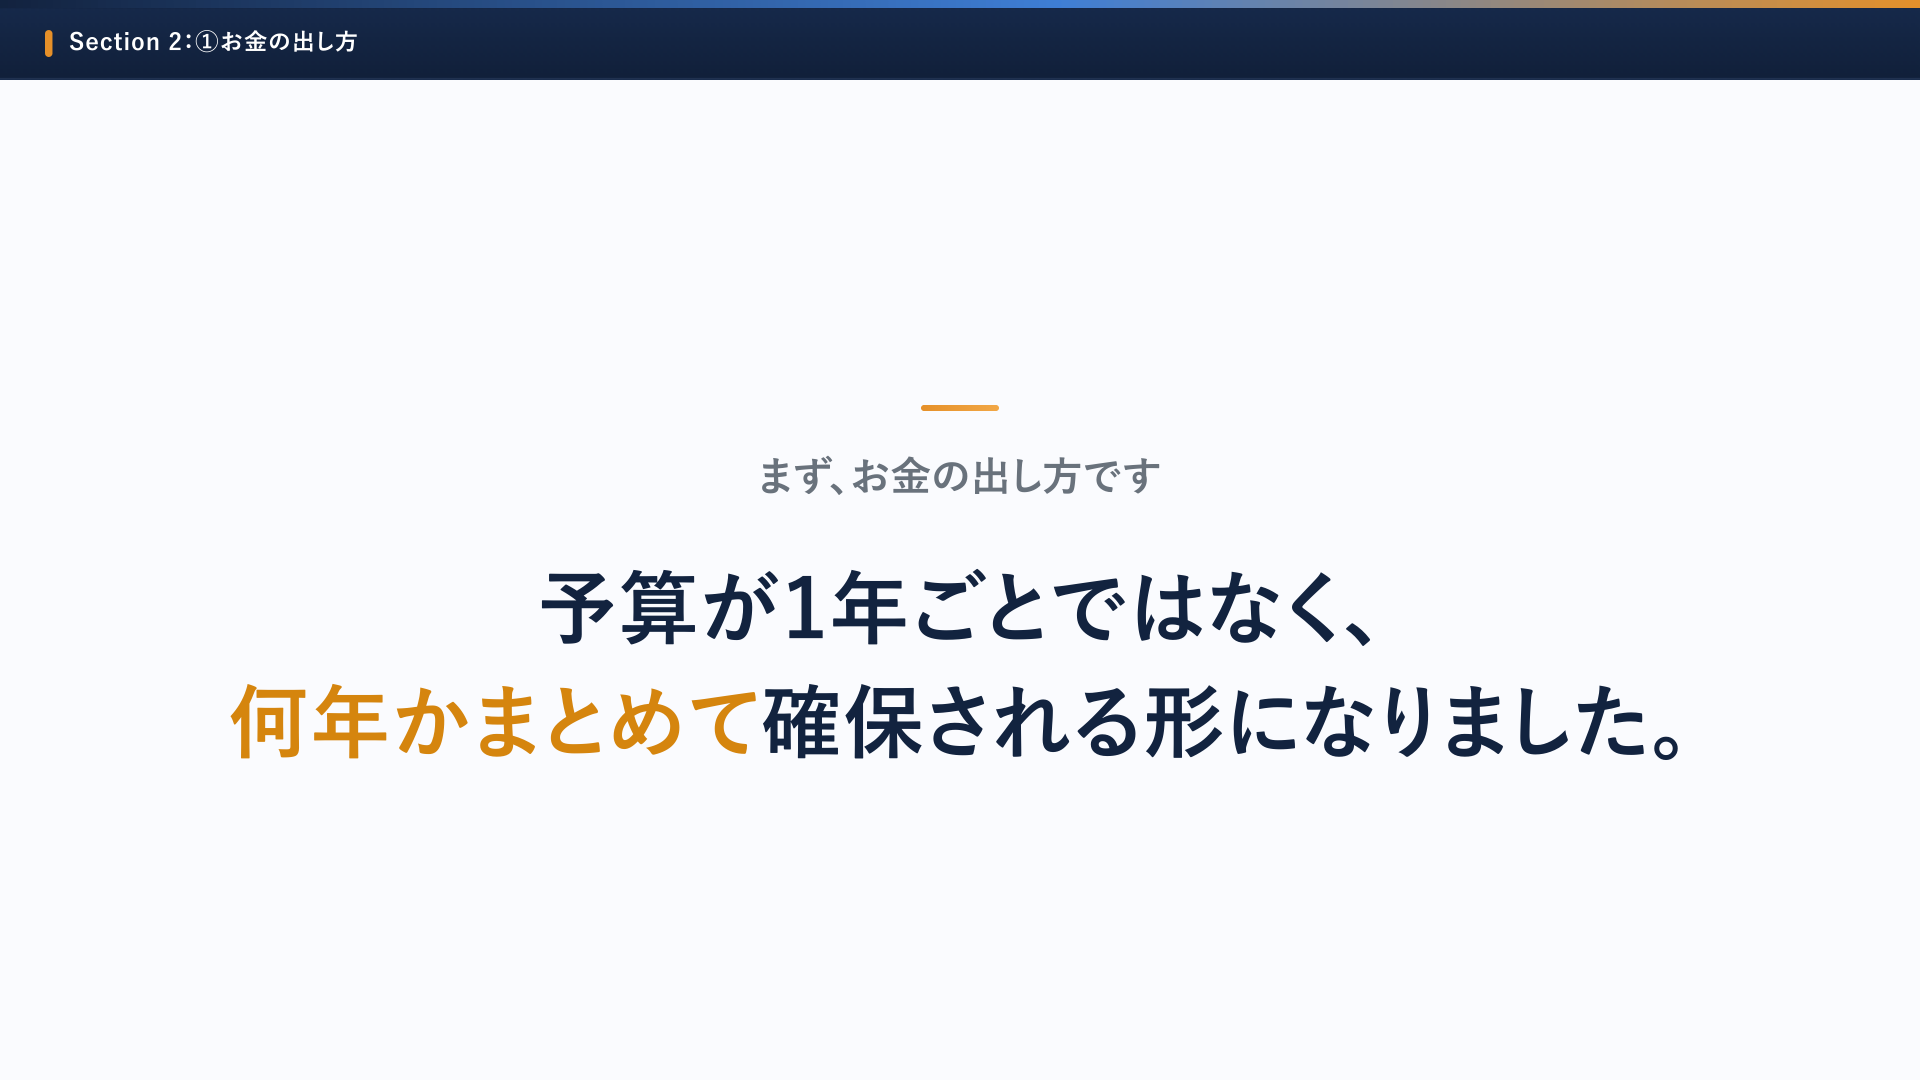 Section 2：①お金の出し方
まず、お金の出し方です
予算が1年ごとではなく、
何年かまとめて確保される形になりました。